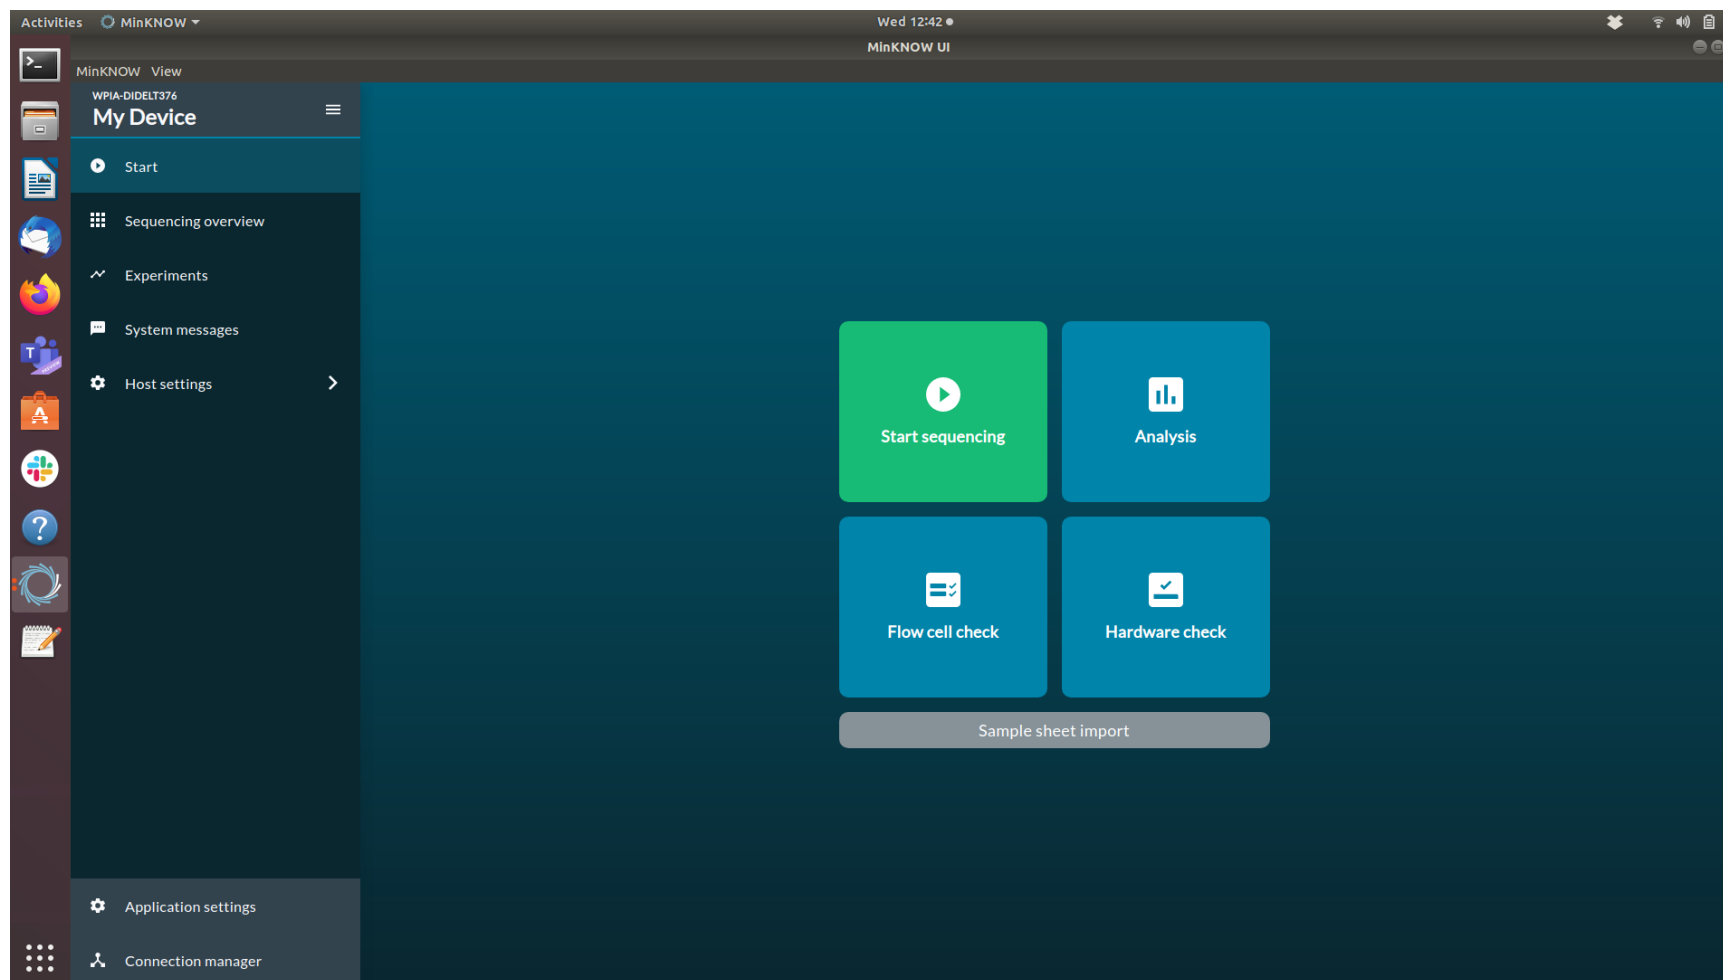 Activities MinKNOW Wed 12:42
MinKNOW UI
MinKNOW View
WPIA-DIDELT376
My Device
Start
Sequencing overview
Experiments
System messages
Host settings
Start sequencing
Analysis
Flow cell check
Hardware check
Sample sheet import
Application settings
Connection manager